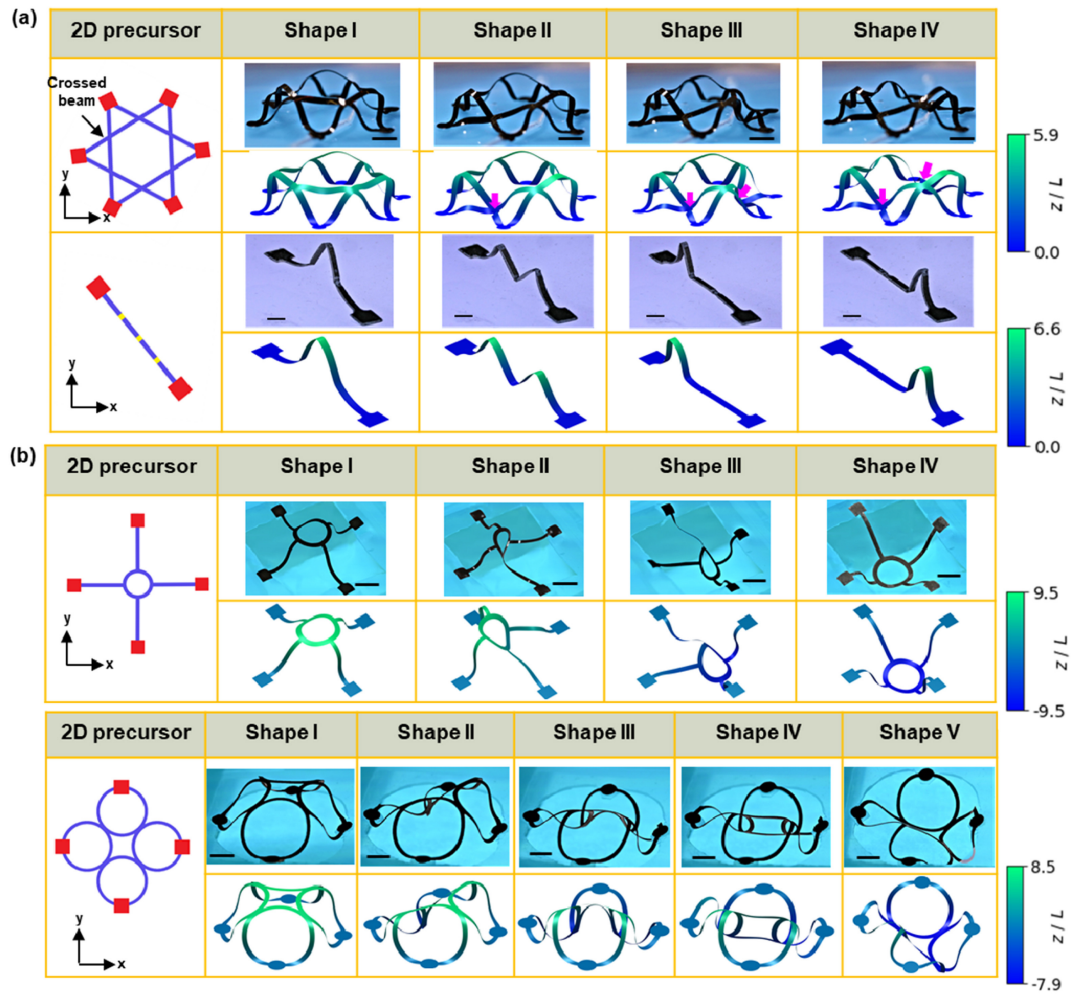 (a)
2D precursor Shape I Shape II Shape III Shape IV
Crossed
beam
y
x
5.9
z / L
0.0
y
x
6.6
z / L
0.0
(b)
2D precursor Shape I Shape II Shape III Shape IV
y
x
9.5
z / L
-9.5
2D precursor Shape I Shape II Shape III Shape IV Shape V
y
x
8.5
z / L
-7.9